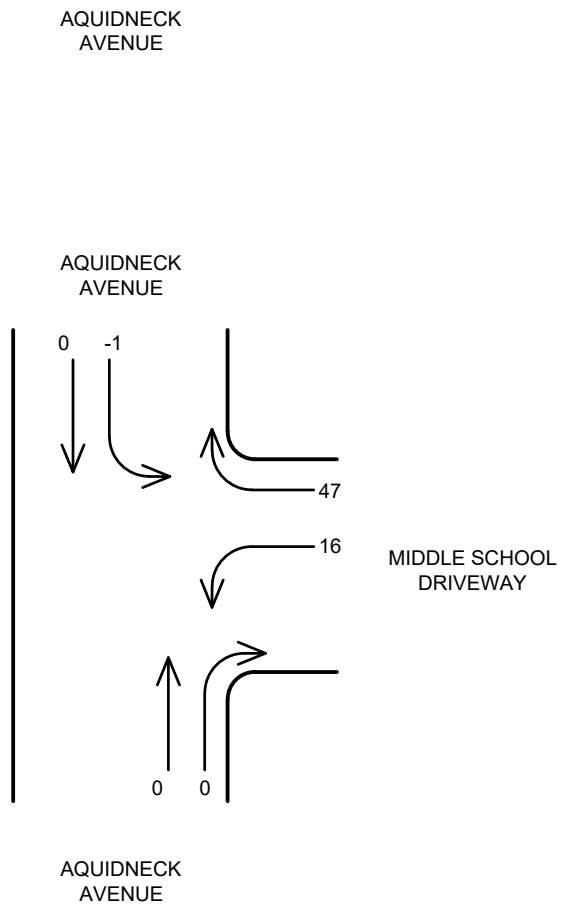 AQUIDNECK
AVENUE
AQUIDNECK
AVENUE
0 -1
47
16
MIDDLE SCHOOL
DRIVEWAY
0 0
AQUIDNECK
AVENUE